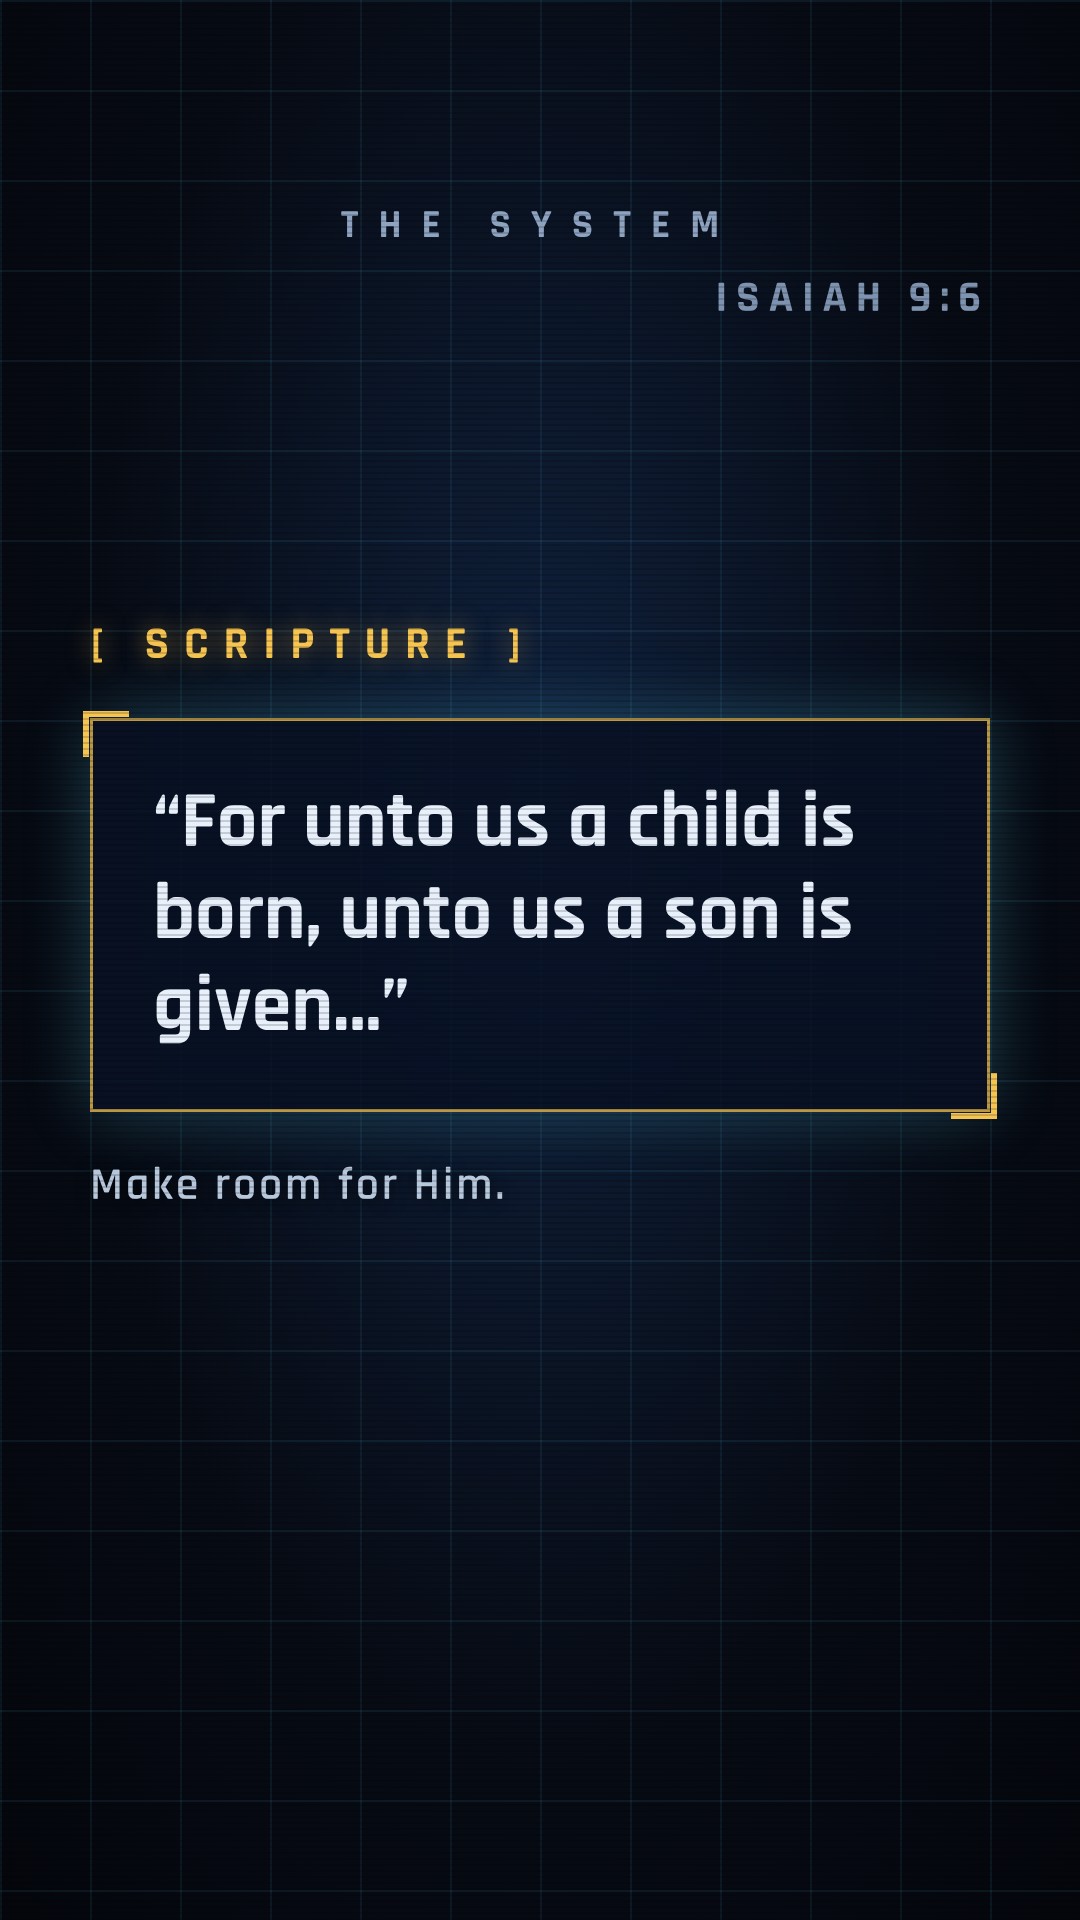 THE SYSTEM
ISAIAH 9:6
[ SCRIPTURE ]
“For unto us a child is
born, unto us a son is
given...”
Make room for Him.